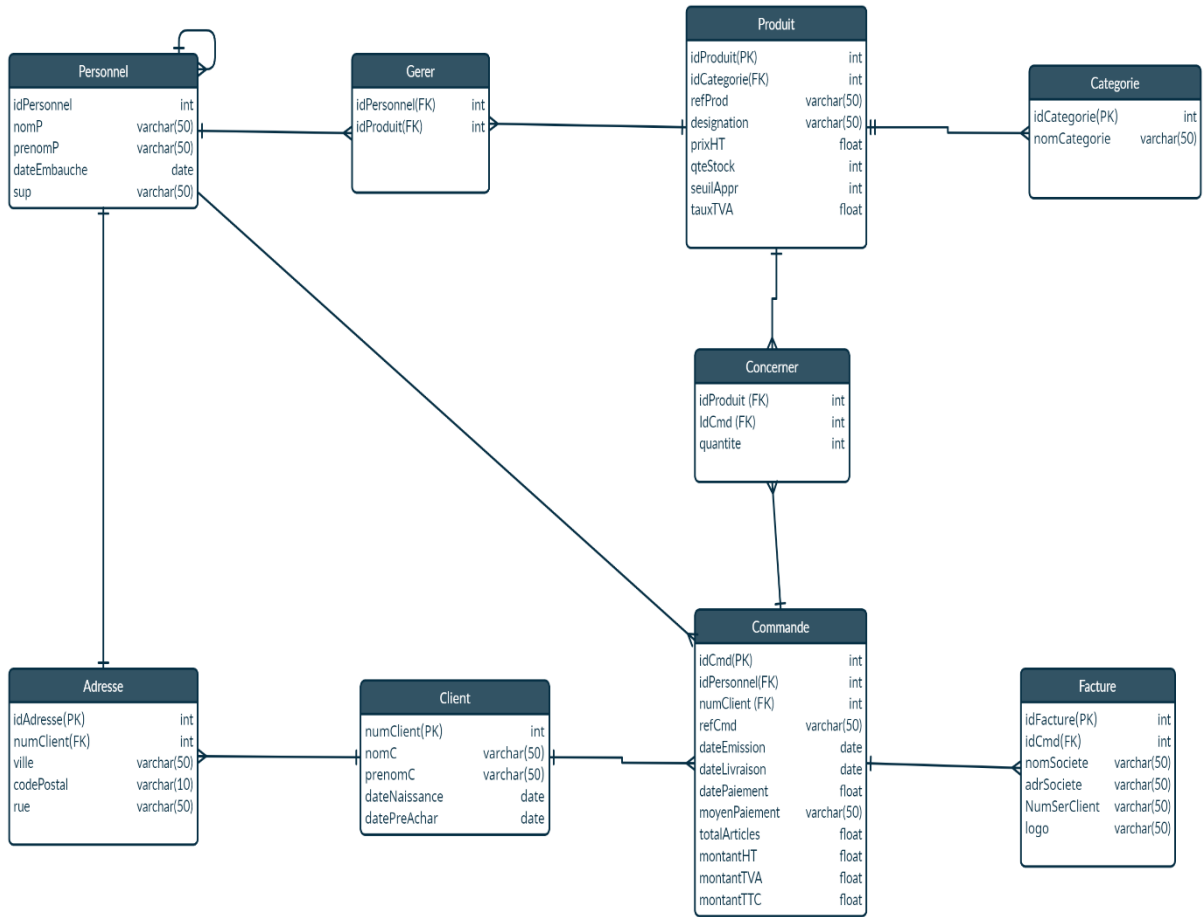 Produit
idProduit(PK) int
idCategorie(FK) int
refProd varchar(50)
designation varchar(50)
prixHT float
qteStock int
seuilAppr int
tauxTVA float
Personnel
idPersonnel int
nomP varchar(50)
prenomP varchar(50)
dateEmbauche date
sup varchar(50)
Gerer
idPersonnel(FK) int
idProduit(FK) int
Categorie
idCategorie(PK) int
nomCategorie varchar(50)
Concerner
idProduit (FK) int
IdCmd (FK) int
quantite int
Commande
idCmd(PK) int
idPersonnel(FK) int
numClient (FK) int
refCmd varchar(50)
dateEmission date
dateLivraison date
datePaiement float
moyenPaiement varchar(50)
totalArticles float
montantHT float
montantTVA float
montantTTC float
Adresse
idAdresse(PK) int
numClient(FK) int
ville varchar(50)
codePostal varchar(10)
rue varchar(50)
Client
numClient(PK) int
nomC varchar(50)
prenomC varchar(50)
dateNaissance date
datePreAchar date
Facture
idFacture(PK) int
idCmd(FK) int
nomSociete varchar(50)
adrSociete varchar(50)
NumSerClient varchar(50)
logo varchar(50)